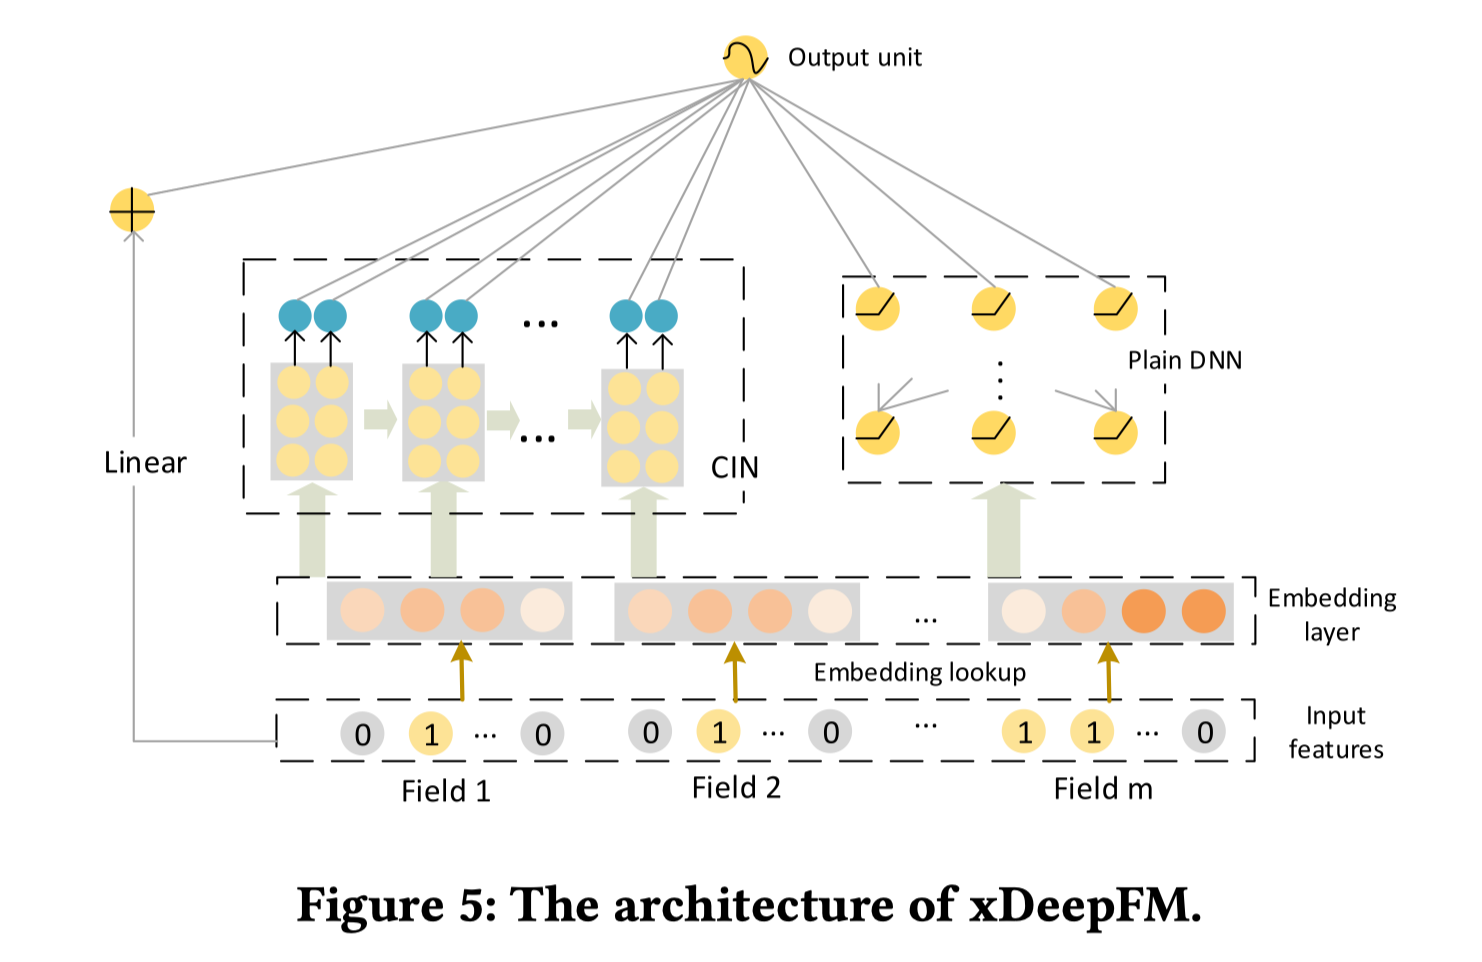 Output unit
...
Plain DNN
...
CIN
Linear
Embedding
layer
...
Embedding lookup
Input
features
0 1 ... 0 0 1 ... 0 ... 1 1 ... 0
Field 1 Field 2 Field m
Figure 5: The architecture of xDeepFM.